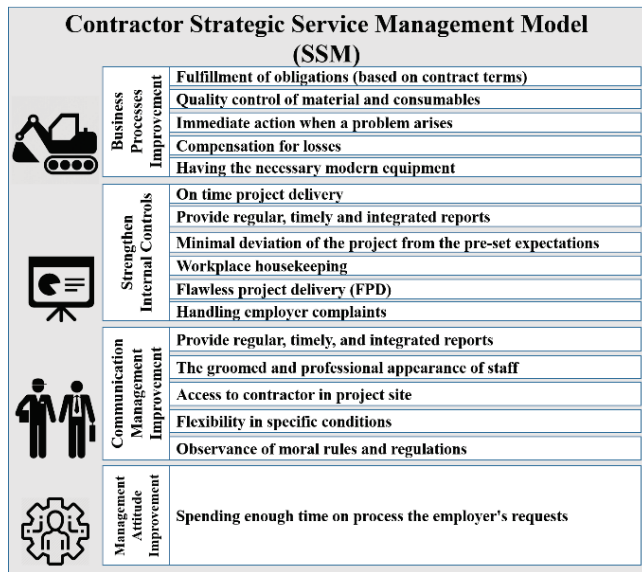 Contractor Strategic Service Management Model
(SSM)
Business
Processes
Improvement
Fulfillment of obligations (based on contract terms)
Quality control of material and consumables
Immediate action when a problem arises
Compensation for losses
Having the necessary modern equipment
Strengthen
Internal Controls
On time project delivery
Provide regular, timely and integrated reports
Minimal deviation of the project from the pre-set expectations
Workplace housekeeping
Flawless project delivery (FPD)
Handling employer complaints
Communication
Management
Improvement
Provide regular, timely, and integrated reports
The groomed and professional appearance of staff
Access to contractor in project site
Flexibility in specific conditions
Observance of moral rules and regulations
Management
Attitude
Improvement
Spending enough time on process the employer's requests